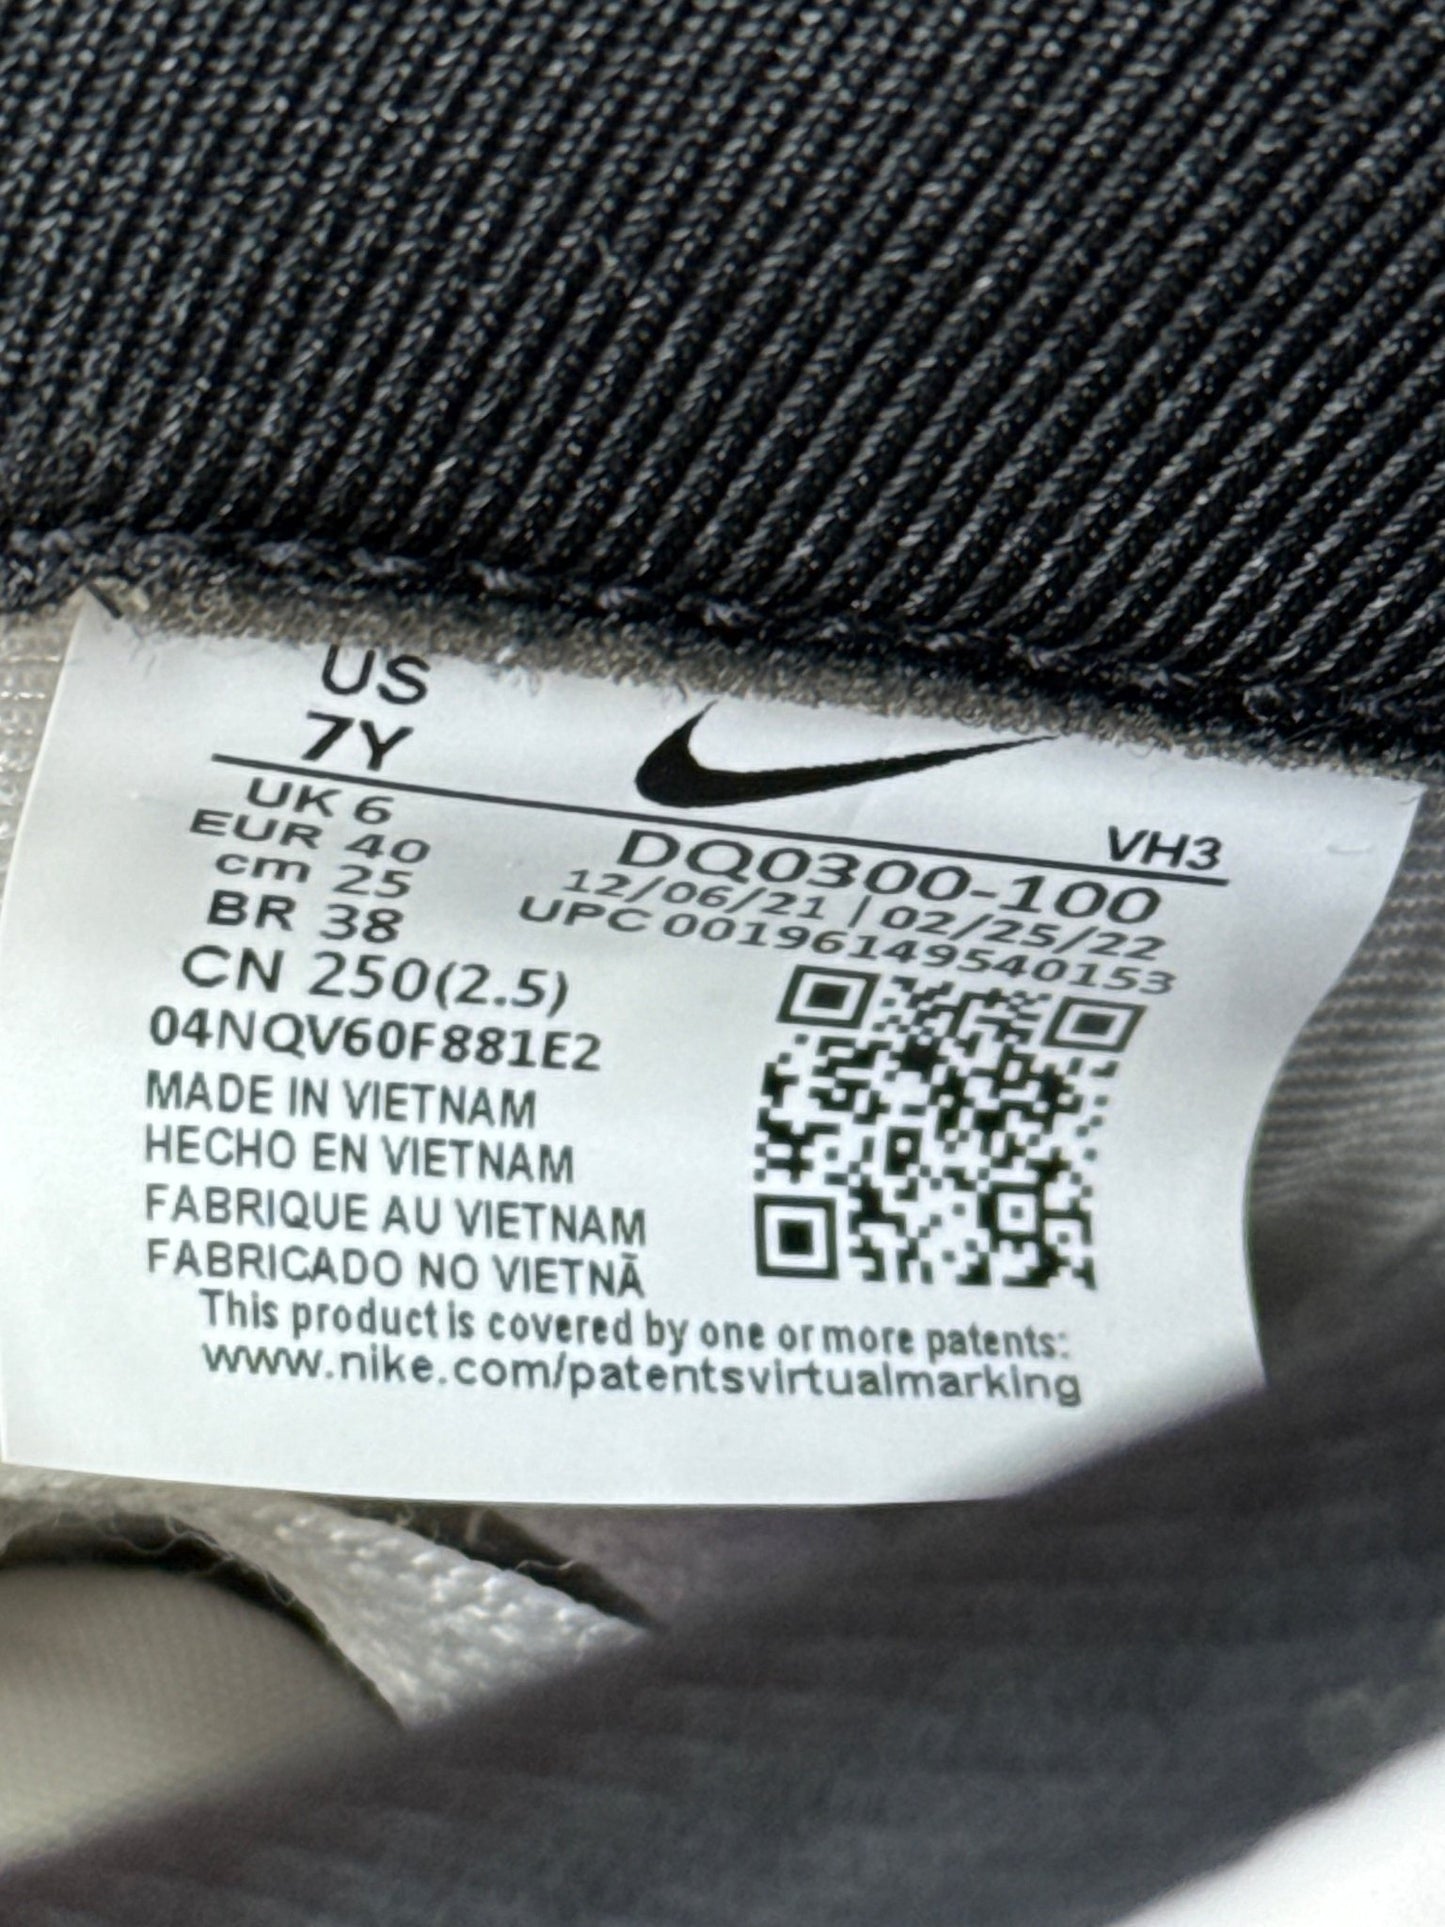 US
7Y
UK 6
EUR 40
cm 25
BR 38
CN 250(2.5)
04NQV60F881E2
VH3
DQ0300-100
12/06/21 | 02/25/22
UPC 00196149540153
MADE IN VIETNAM
HECHO EN VIETNAM
FABRIQUE AU VIETNAM
FABRICADO NO VIETNÃ
This product is covered by one or more patents:
www.nike.com/patentsvirtualmarking